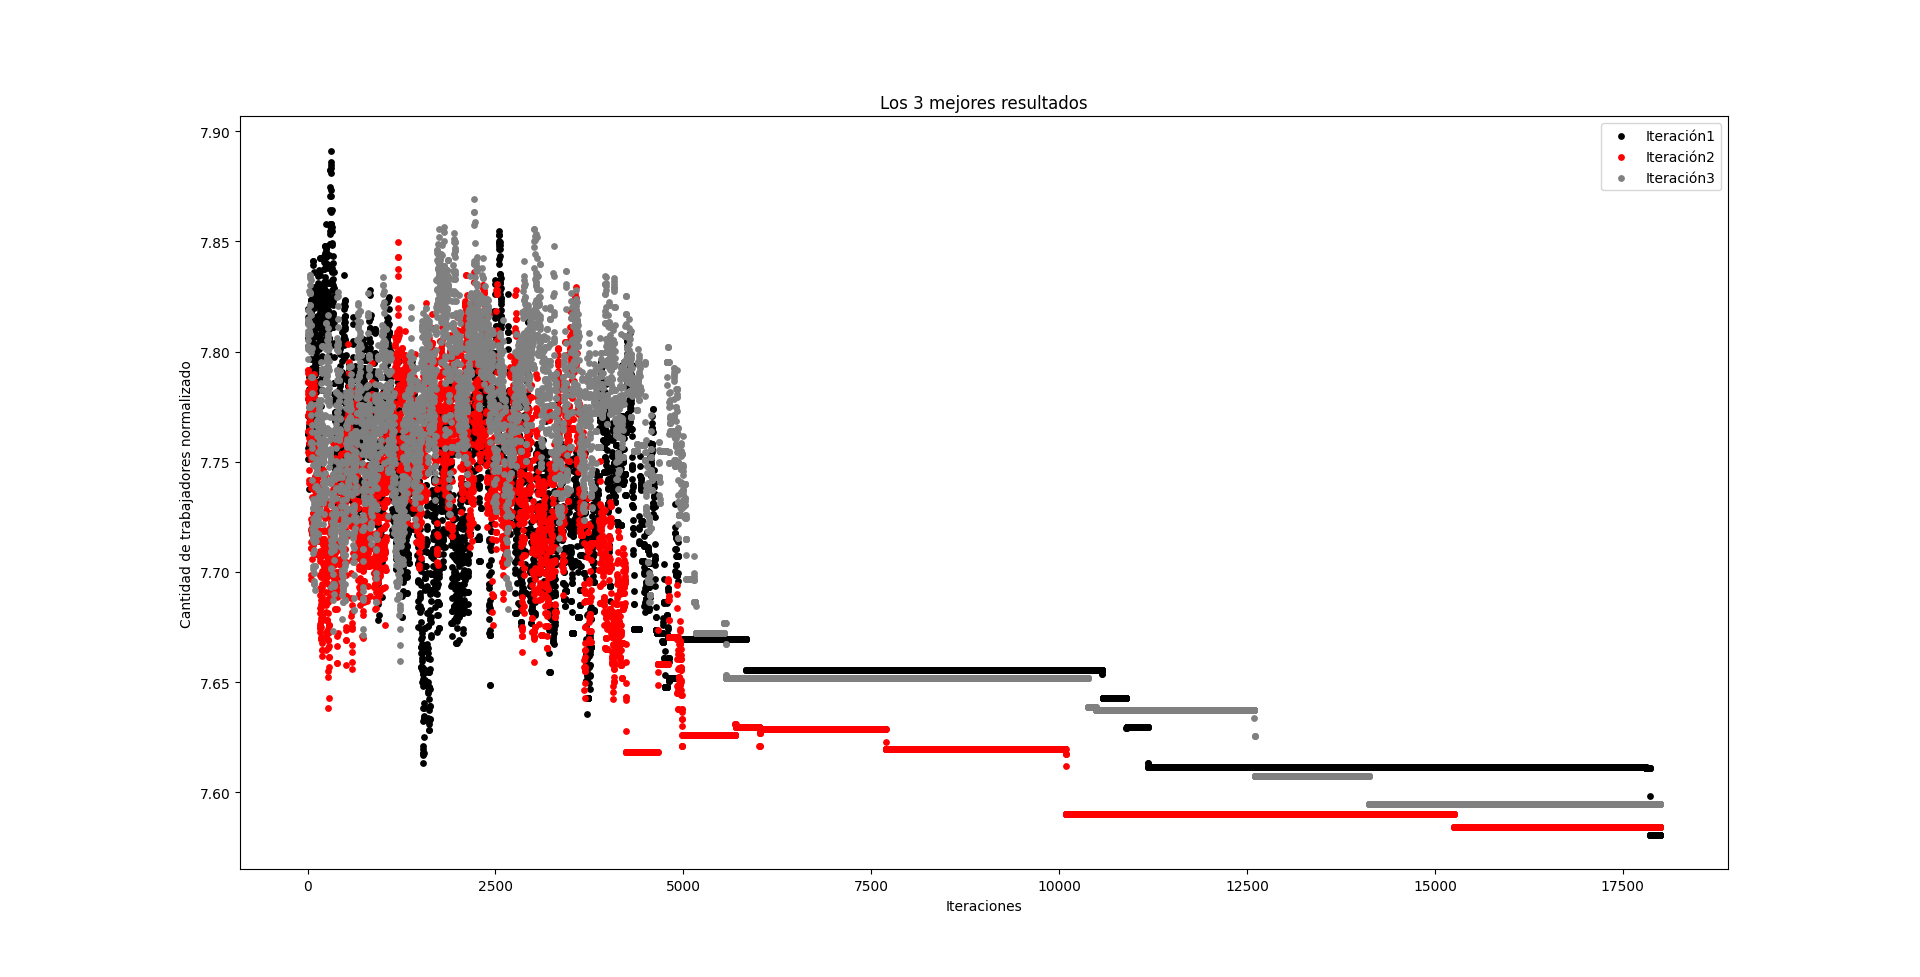 Los 3 mejores resultados
7.90
7.85
7.80
7.75
7.70
7.65
7.60
Cantidad de trabajadores normalizado
Iteración1
Iteración2
Iteración3
0 2500 5000 7500 10000 12500 15000 17500
Iteraciones